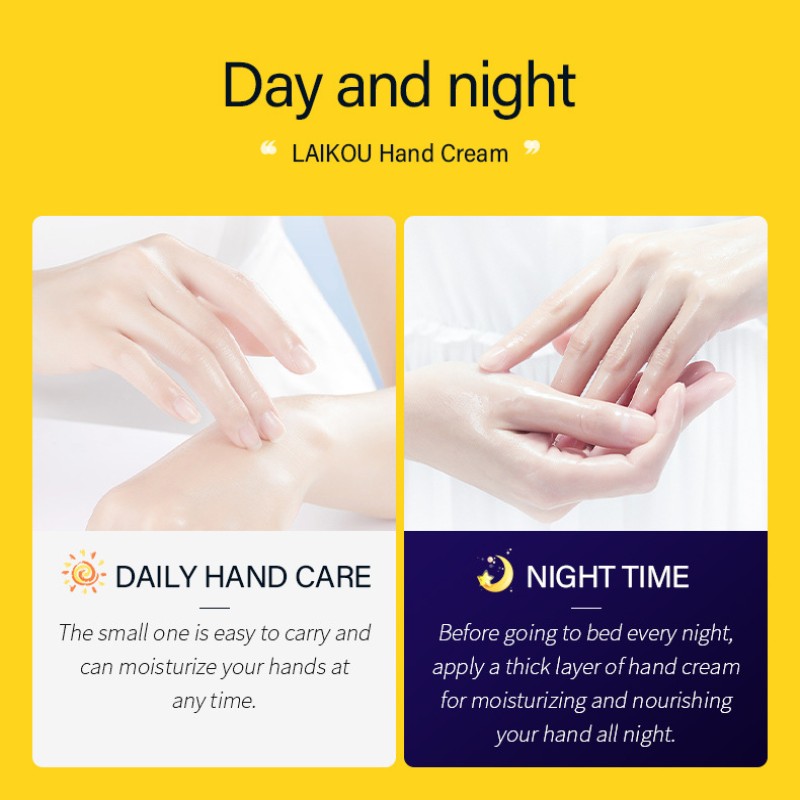 Day and night
“ LAIKOU Hand Cream ”
DAILY HAND CARE
The small one is easy to carry and
can moisturize your hands at
any time.
NIGHT TIME
Before going to bed every night,
apply a thick layer of hand cream
for moisturizing and nourishing
your hand all night.